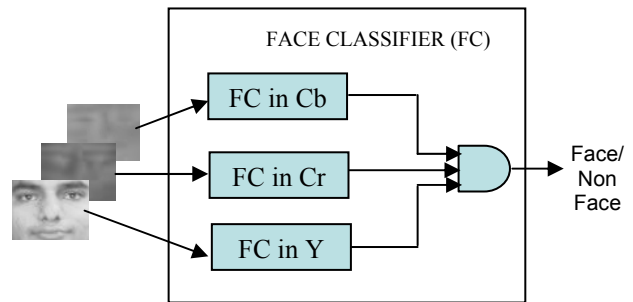 FACE CLASSIFIER (FC)
FC in Cb
FC in Cr
FC in Y
Face/
Non
Face